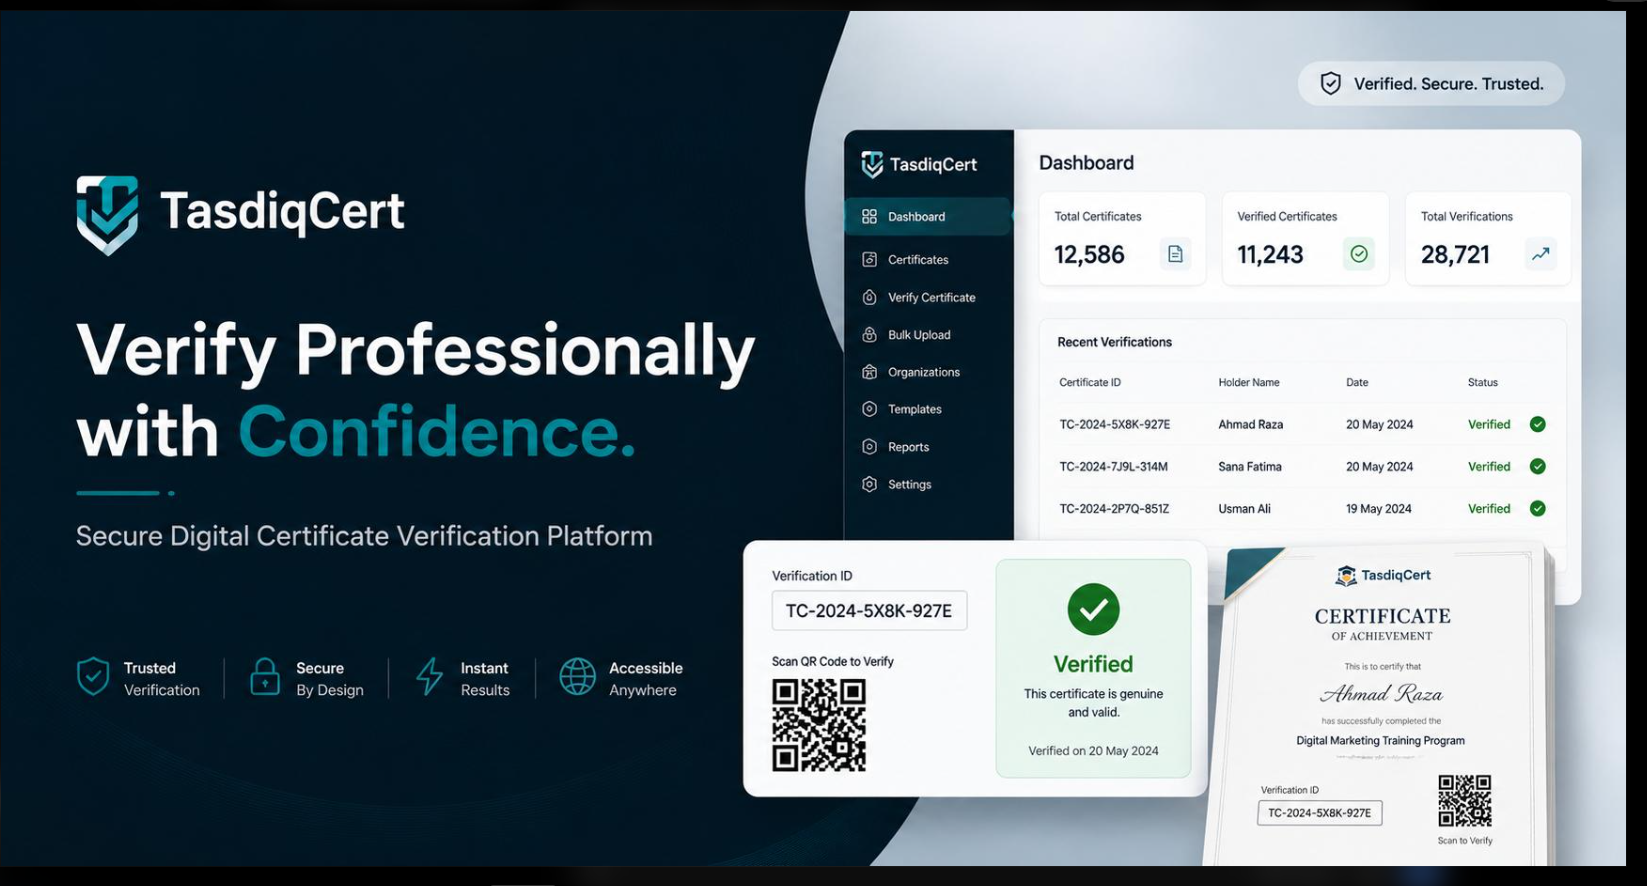 TasdiqCert
Verify Professionally
with Confidence.
Secure Digital Certificate Verification Platform
Trusted
Verification
Secure
By Design
Instant
Results
Accessible
Anywhere
Verified. Secure. Trusted.
TasdiqCert
Dashboard
Certificates
Verify Certificate
Bulk Upload
Organizations
Templates
Reports
Settings
Dashboard
Total Certificates
12,586
Verified Certificates
11,243
Total Verifications
28,721
Recent Verifications
Certificate ID Holder Name Date Status
TC-2024-5X8K-927E Ahmad Raza 20 May 2024 Verified
TC-2024-7J9L-314M Sana Fatima 20 May 2024 Verified
TC-2024-2P7Q-851Z Usman Ali 19 May 2024 Verified
Verification ID
TC-2024-5X8K-927E
Scan QR Code to Verify
Verified
This certificate is genuine
and valid.
Verified on 20 May 2024
TasdiqCert
CERTIFICATE
OF ACHIEVEMENT
This is to certify that
Ahmad Raza
has successfully completed the
Digital Marketing Training Program
Verification ID
TC-2024-5X8K-927E
Scan to Verify